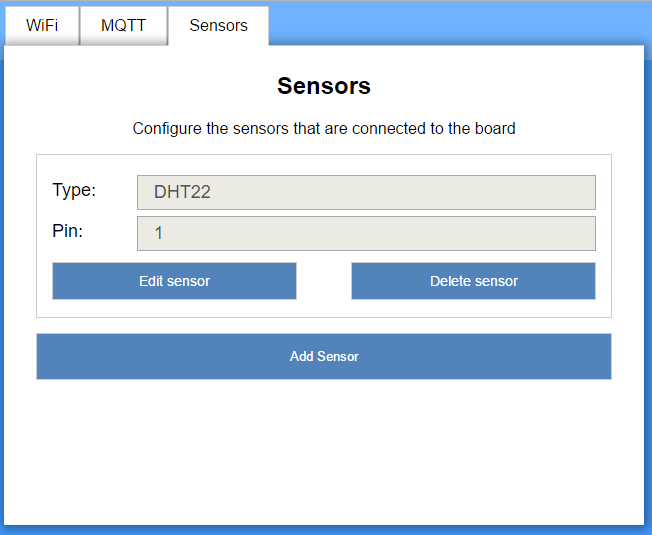 WiFi MQTT Sensors
Sensors
Configure the sensors that are connected to the board
Type: DHT22
Pin: 1
Edit sensor Delete sensor
Add Sensor